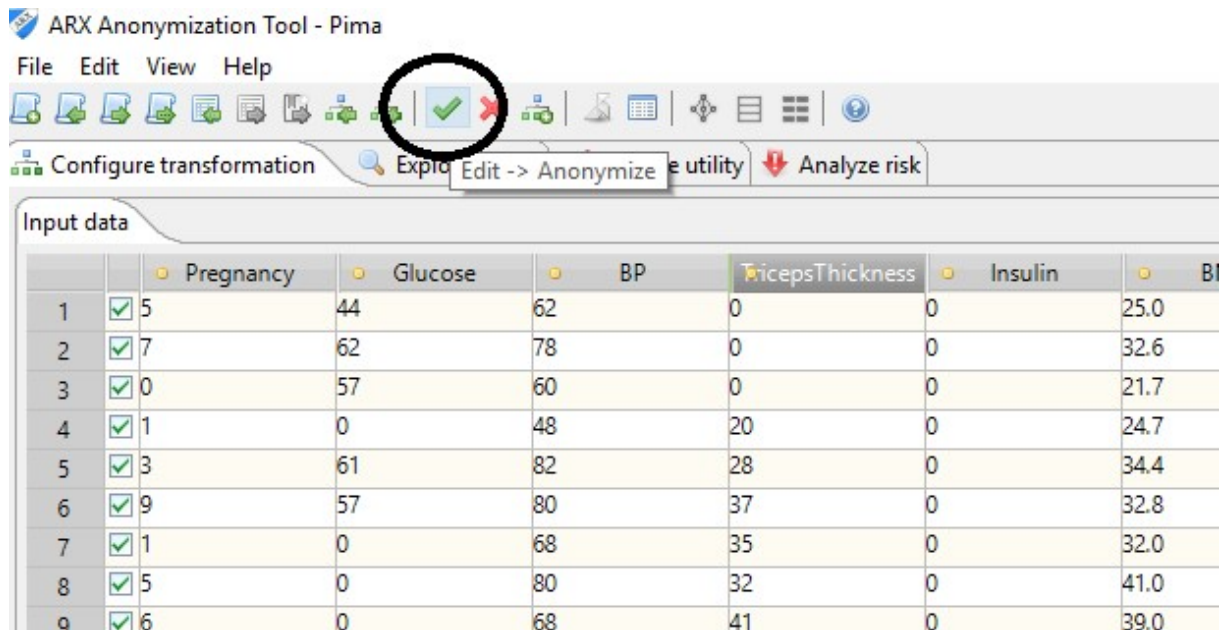 ARX Anonymization Tool - Pima
File Edit View Help
Configure transformation Edit -> Anonymize utility Analyze risk
Input data
Pregnancy Glucose BP TricepsThickness Insulin
1 5 44 62 0 0 25.0
2 7 62 78 0 0 32.6
3 0 57 60 0 0 21.7
4 1 0 48 20 0 24.7
5 3 61 82 28 0 34.4
6 9 57 80 37 0 32.8
7 1 0 68 35 0 32.0
8 5 0 80 32 0 41.0
9 6 0 68 41 0 39.0